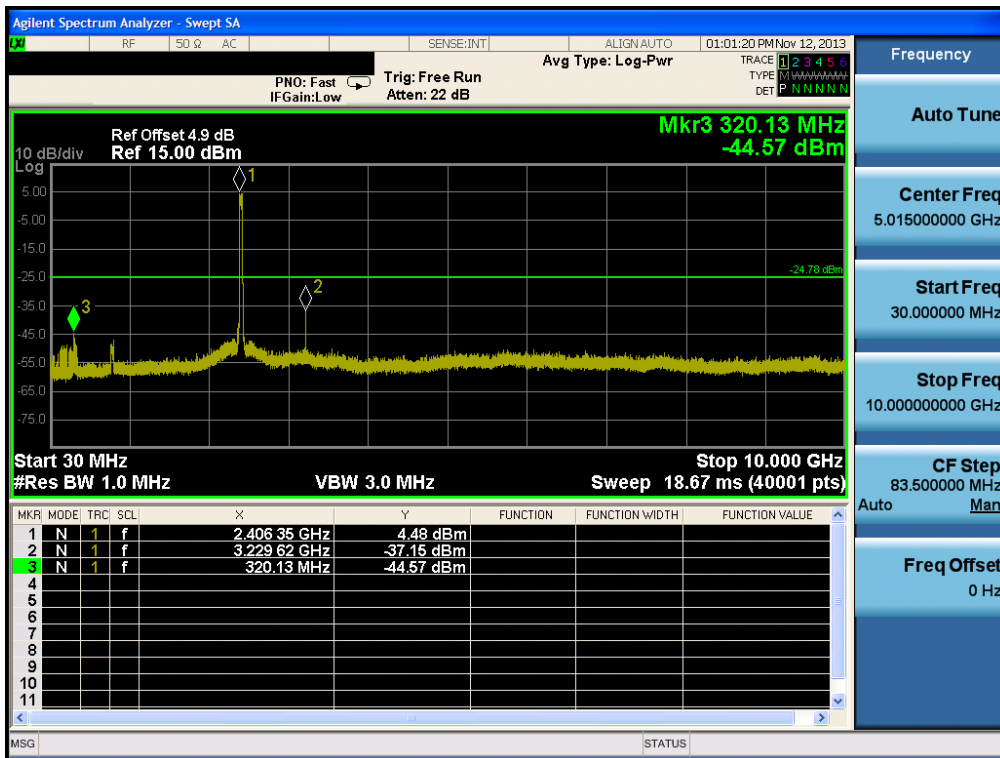 Agilent Spectrum Analyzer - Swept SA
LXI RF 50 Ω AC SENSE:INT ALIGN AUTO 01:01:20 PM Nov 12, 2013
Frequency
PNO: Fast
IFGain:Low
Trig: Free Run
Atten: 22 dB
Avg Type: Log-Pwr
TRACE 1 2 3 4 5 6
TYPE M WWWWW
DET P N N N N N
Auto Tune
10 dB/div
Log
Ref Offset 4.9 dB
Ref 15.00 dBm
Mkr3 320.13 MHz
-44.57 dBm
1
5.00
-5.00
-15.0
-25.0
-24.78 dBm
2
3
-35.0
-45.0
-55.0
-65.0
-75.0
Center Freq
5.015000000 GHz
Start Freq
30.000000 MHz
Stop Freq
10.000000000 GHz
Start 30 MHz Stop 10.000 GHz
#Res BW 1.0 MHz VBW 3.0 MHz Sweep 18.67 ms (40001 pts)
CF Step
83.500000 MHz
Auto Man
Freq Offset
0 Hz
MKR MODE TRC SCL X Y FUNCTION FUNCTION WIDTH FUNCTION VALUE
1 N 1 f 2.406 35 GHz 4.48 dBm
2 N 1 f 3.229 62 GHz -37.15 dBm
3 N 1 f 320.13 MHz -44.57 dBm
4
5
6
7
8
9
10
11
MSG STATUS